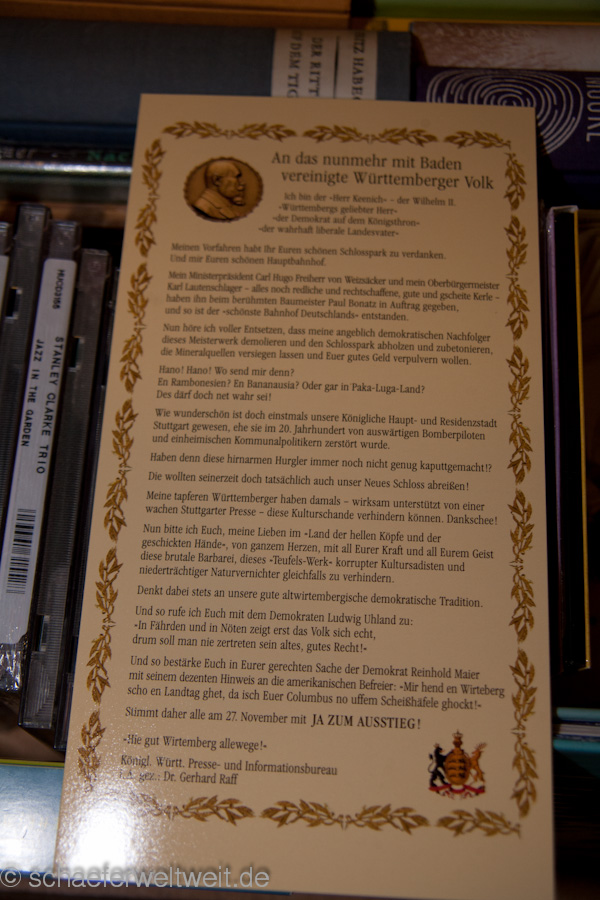 TZ HABE
DER RITT
F DEM TIG
MOOTAL
NAC
HUCD3155
STANLEY CLARKE TRIO
JAZZ IN THE GARDEN
An das nunmehr mit Baden
vereinigte Württemberger Volk
Ich bin der «Herr Keenich» – der Wilhelm II.
«Württembergs geliebter Herr»
«der Demokrat auf dem Königsthron»
«der wahrhaft liberale Landesvater»
Meinen Vorfahren habt Ihr Euren schönen Schlosspark zu verdanken.
Und mir Euren schönen Hauptbahnhof.
Mein Ministerpräsident Carl Hugo Freiherr von Weizsäcker und mein Oberbürgermeister
Karl Lautenschlager – alles noch redliche und rechtschaffene, gute und gscheite Kerle –
haben ihn beim berühmten Baumeister Paul Bonatz in Auftrag gegeben,
und so ist der «schönste Bahnhof Deutschlands» entstanden.
Nun höre ich voller Entsetzen, dass meine angeblich demokratischen Nachfolger
dieses Meisterwerk demolieren und den Schlosspark abholzen und zubetonieren,
die Mineralquellen versiegen lassen und Euer gutes Geld verpulvern wollen.
Hano! Hano! Wo send mir denn?
En Rambonesien? En Bananausia? Oder gar in Paka-Luga-Land?
Des därf doch net wahr sei!
Wie wunderschön ist doch einstmals unsere Königliche Haupt- und Residenzstadt
Stuttgart gewesen, ehe sie im 20. Jahrhundert von auswärtigen Bomberpiloten
und einheimischen Kommunalpolitikern zerstört wurde.
Haben denn diese hirnarmen Hurgler immer noch nicht genug kaputtgemacht!?
Die wollten seinerzeit doch tatsächlich auch unser Neues Schloss abreißen!
Meine tapferen Württemberger haben damals – wirksam unterstützt von einer
wachen Stuttgarter Presse – diese Kulturschande verhindern können. Dankschee!
Nun bitte ich Euch, meine Lieben im «Land der hellen Köpfe und der
geschickten Hände», von ganzem Herzen, mit all Eurer Kraft und all Eurem Geist
diese brutale Barbarei, dieses «Teufels-Werk» korrupter Kultursadisten und
niederträchtiger Naturvernichter gleichfalls zu verhindern.
Denkt dabei stets an unsere gute altwirtembergische demokratische Tradition.
Und so rufe ich Euch mit dem Demokraten Ludwig Uhland zu:
«In Fährden und in Nöten zeigt erst das Volk sich echt,
drum soll man nie zertreten sein altes, gutes Recht!»
Und so bestärke Euch in Eurer gerechten Sache der Demokrat Reinhold Maier
mit seinem dezenten Hinweis an die amerikanischen Befreier: «Mir hend en Wirteberg
scho en Landtag ghet, da isch Euer Columbus no uffem Scheißhäfele ghockt!»
Stimmt daher alle am 27. November mit JA ZUM AUSSTIEG!
«Hie gut Wirtemberg allewege!»
Königl. Württ. Presse- und Informationsbureau
i. A. gez.: Dr. Gerhard Raff
© schaeferweltweit.de